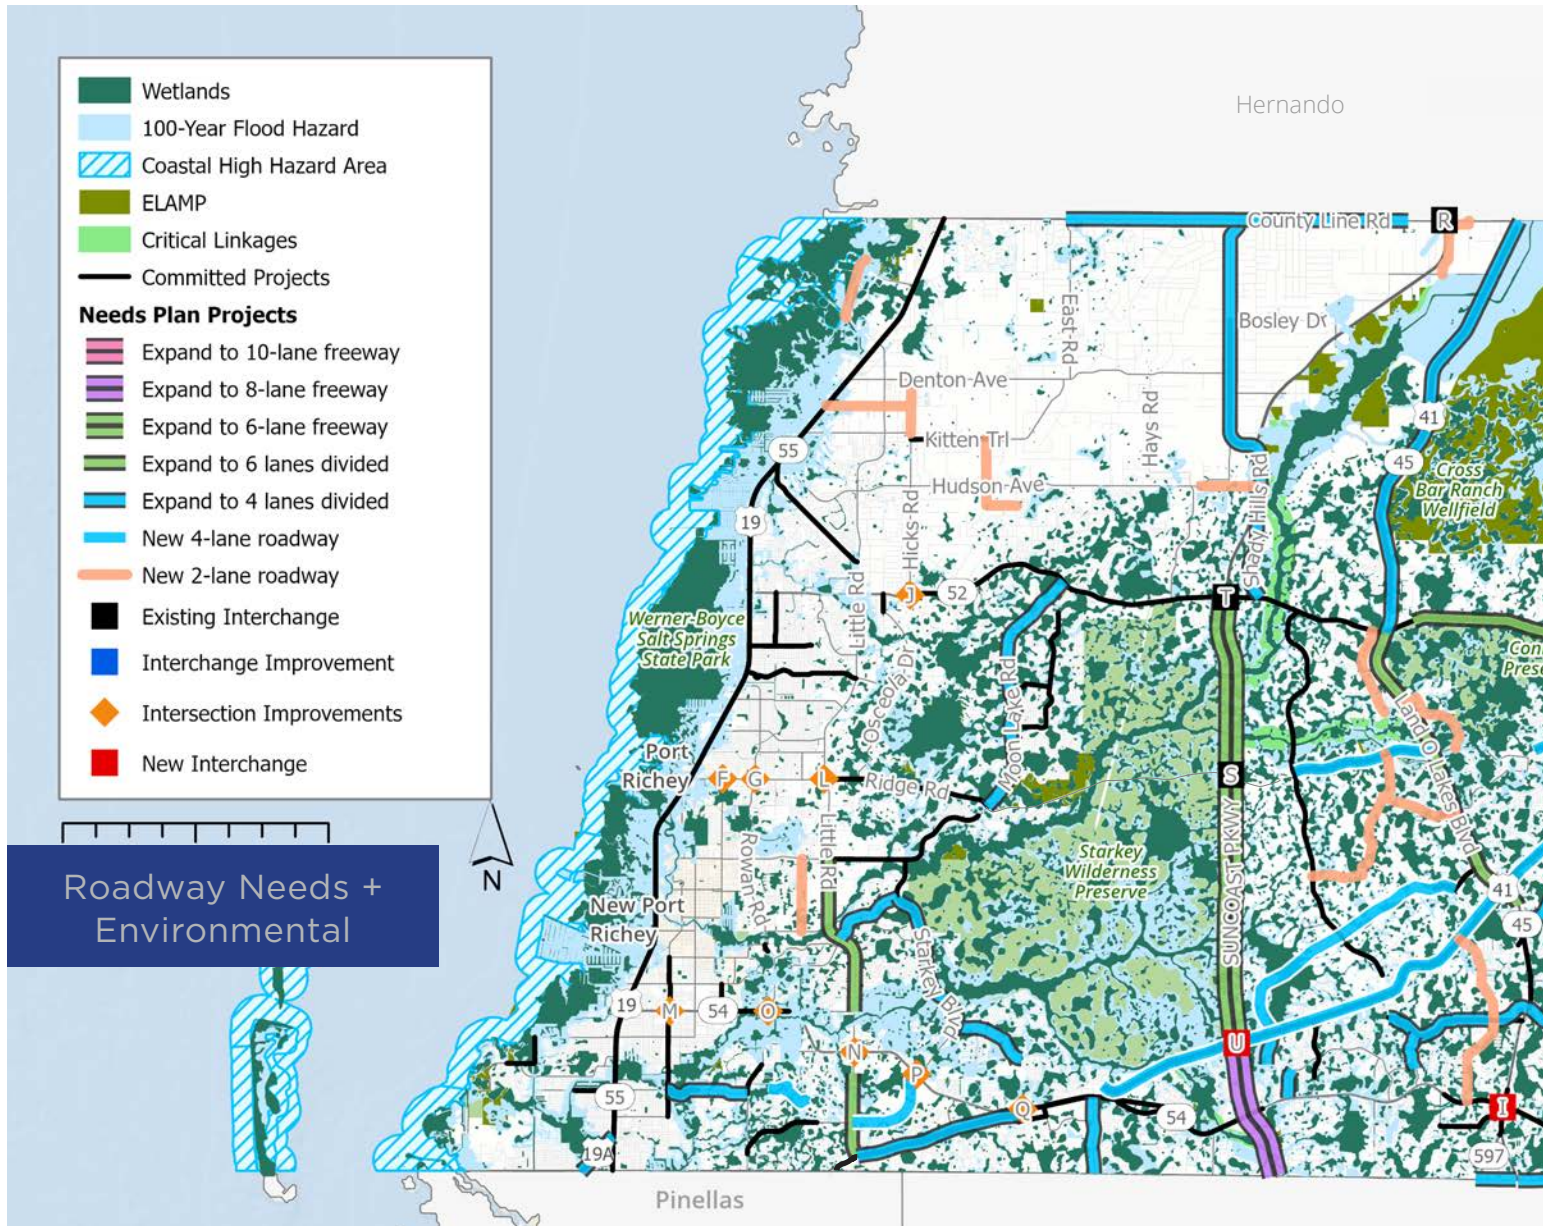 Wetlands
100-Year Flood Hazard
Coastal High Hazard Area
ELAMP
Critical Linkages
Committed Projects
Needs Plan Projects
Expand to 10-lane freeway
Expand to 8-lane freeway
Expand to 6-lane freeway
Expand to 6 lanes divided
Expand to 4 lanes divided
New 4-lane roadway
New 2-lane roadway
Existing Interchange
Interchange Improvement
Intersection Improvements
New Interchange
N
Roadway Needs +
Environmental
Hernando
County Line Rd
R
East Rd
Bosley Dr
Denton Ave
Hays Rd
41
Kitten Trl
55
45
Cross
Bar Ranch
Wellfield
Hudson Ave
Shady Hills Rd
Hicks Rd
19
Little Rd
J
52
T
Werner-Boyce
Salt Springs
State Park
Osceola Dr
Moon Lake Rd
Land O Lakes Blvd
Port
Richey
F
G
L
Ridge Rd
S
SUNCOAST PKWY
Rowan Rd
Little Rd
Starkey
Wilderness
Preserve
41
45
New Port
Richey
Starkey Blvd
19
M
54
O
N
U
P
55
Q
54
I
19A
597
Pinellas